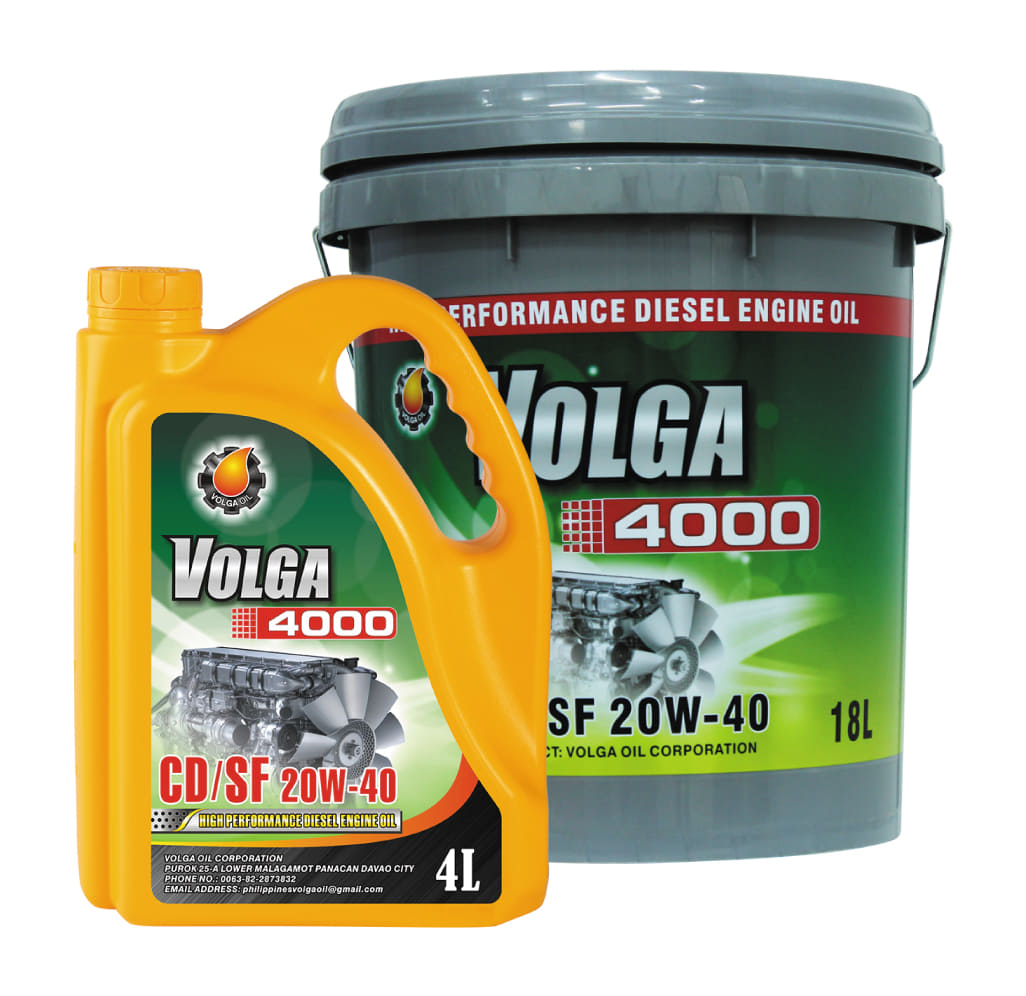 VOLGA OIL
VOLGA
4000
CD/SF 20W-40
HIGH PERFORMANCE DIESEL ENGINE OIL
VOLGA OIL CORPORATION
PUROK 25-A LOWER MALAGAMOT PANACAN DAVAO CITY
PHONE NO.: 0063-82-2873832
EMAIL ADDRESS: philippinesvolgaoil@gmail.com
4L
PERFORMANCE DIESEL ENGINE OIL
VOLGA OIL
VOLGA
4000
SF 20W-40
18L
CT: VOLGA OIL CORPORATION